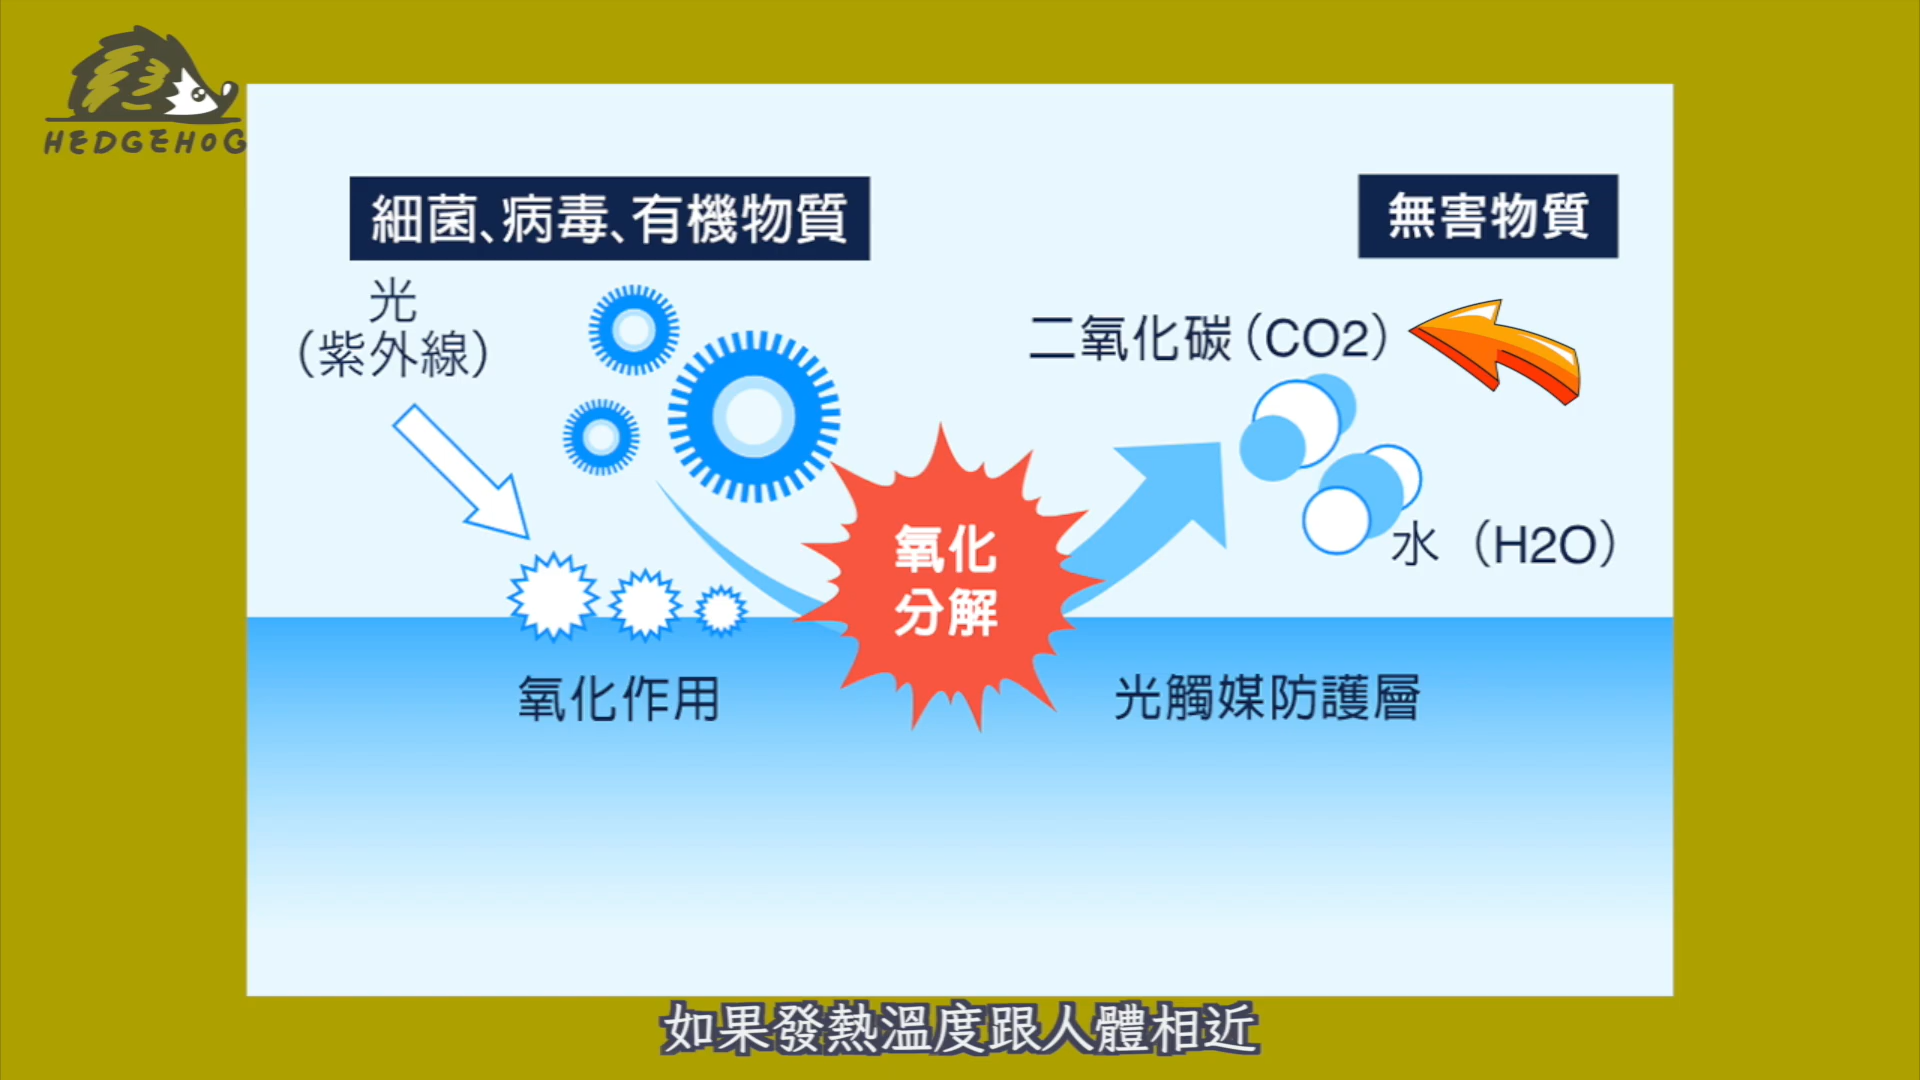 HEDGEHOG
細菌、病毒、有機物質
無害物質
光
（紫外線）
二氧化碳（CO2）
氧化
分解
水（H2O）
氧化作用
光觸媒防護層
如果發熱溫度跟人體相近